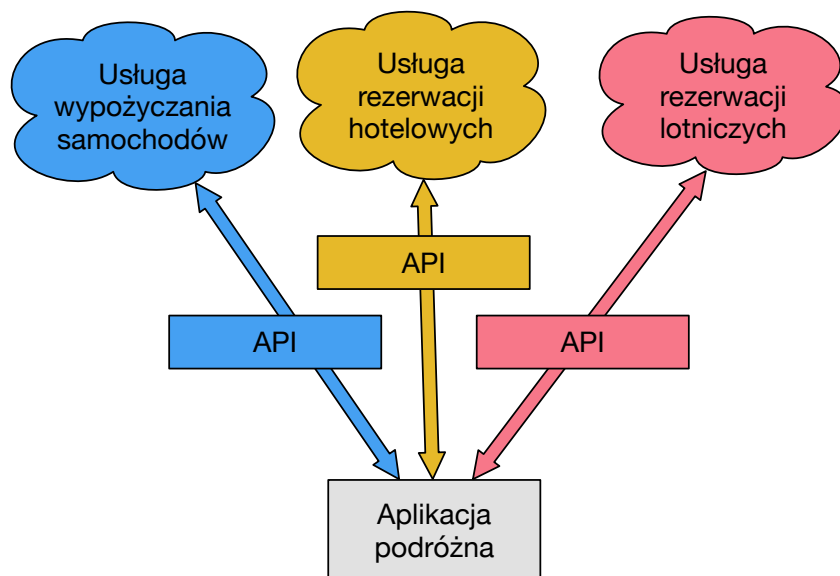 Usługa
wypożyczania
samochodów
Usługa
rezerwacji
hotelowych
Usługa
rezerwacji
lotniczych
API
API
API
Aplikacja
podróżna